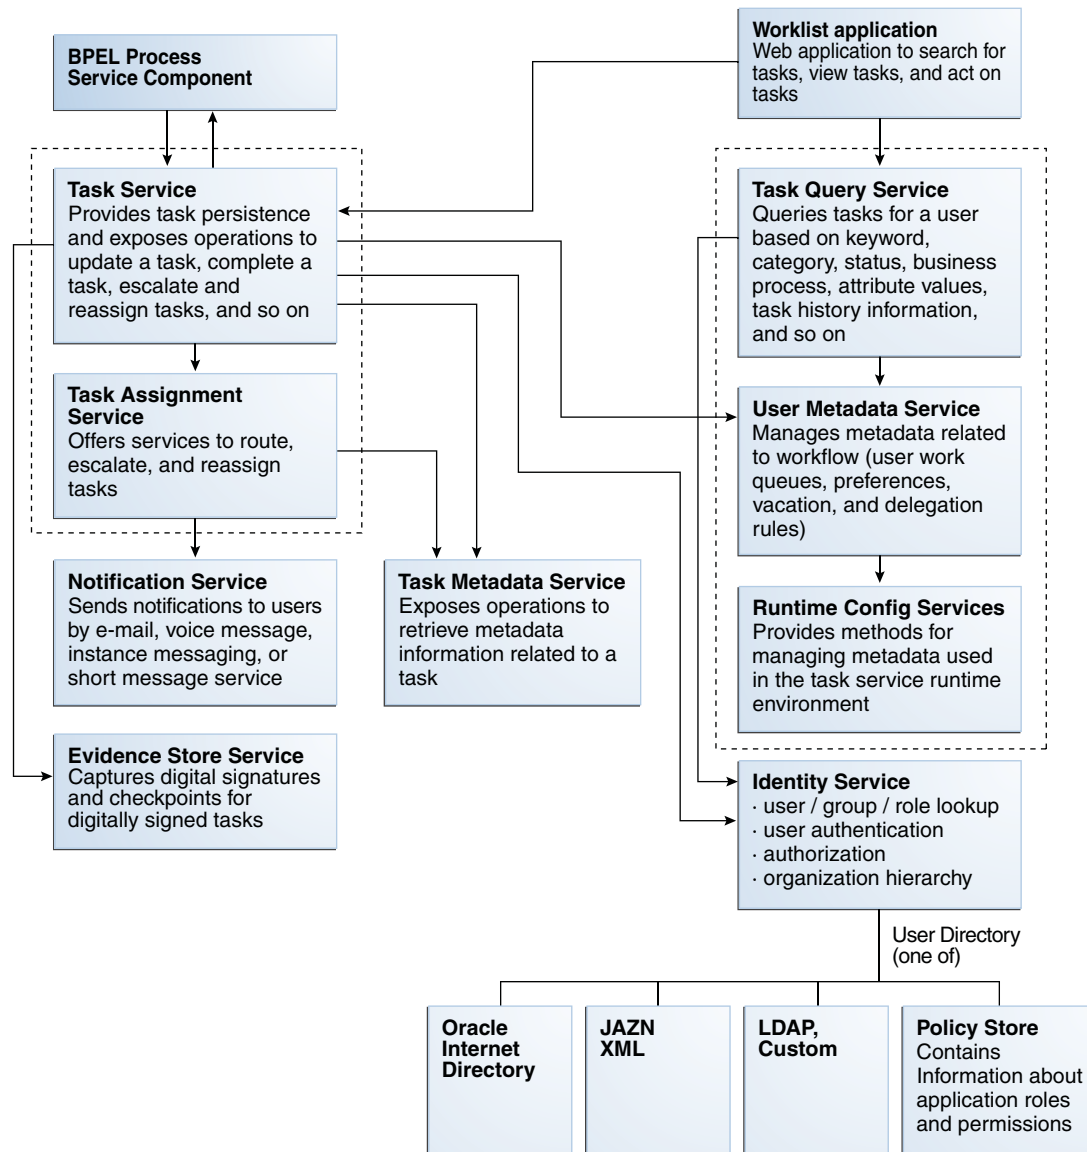 BPEL Process
Service Component
Worklist application
Web application to search for
tasks, view tasks, and act on
tasks
Task Service
Provides task persistence
and exposes operations to
update a task, complete a
task, escalate and
reassign tasks, and so on
Task Query Service
Queries tasks for a user
based on keyword,
category, status, business
process, attribute values,
task history information,
and so on
Task Assignment
Service
Offers services to route,
escalate, and reassign
tasks
User Metadata Service
Manages metadata related
to workflow (user work
queues, preferences,
vacation, and delegation
rules)
Notification Service
Sends notifications to users
by e-mail, voice message,
instance messaging, or
short message service
Task Metadata Service
Exposes operations to
retrieve metadata
information related to a
task
Runtime Config Services
Provides methods for
managing metadata used
in the task service runtime
environment
Evidence Store Service
Captures digital signatures
and checkpoints for
digitally signed tasks
Identity Service
· user / group / role lookup
· user authentication
· authorization
· organization hierarchy
User Directory
(one of)
Oracle
Internet
Directory
JAZN
XML
LDAP,
Custom
Policy Store
Contains
Information about
application roles
and permissions